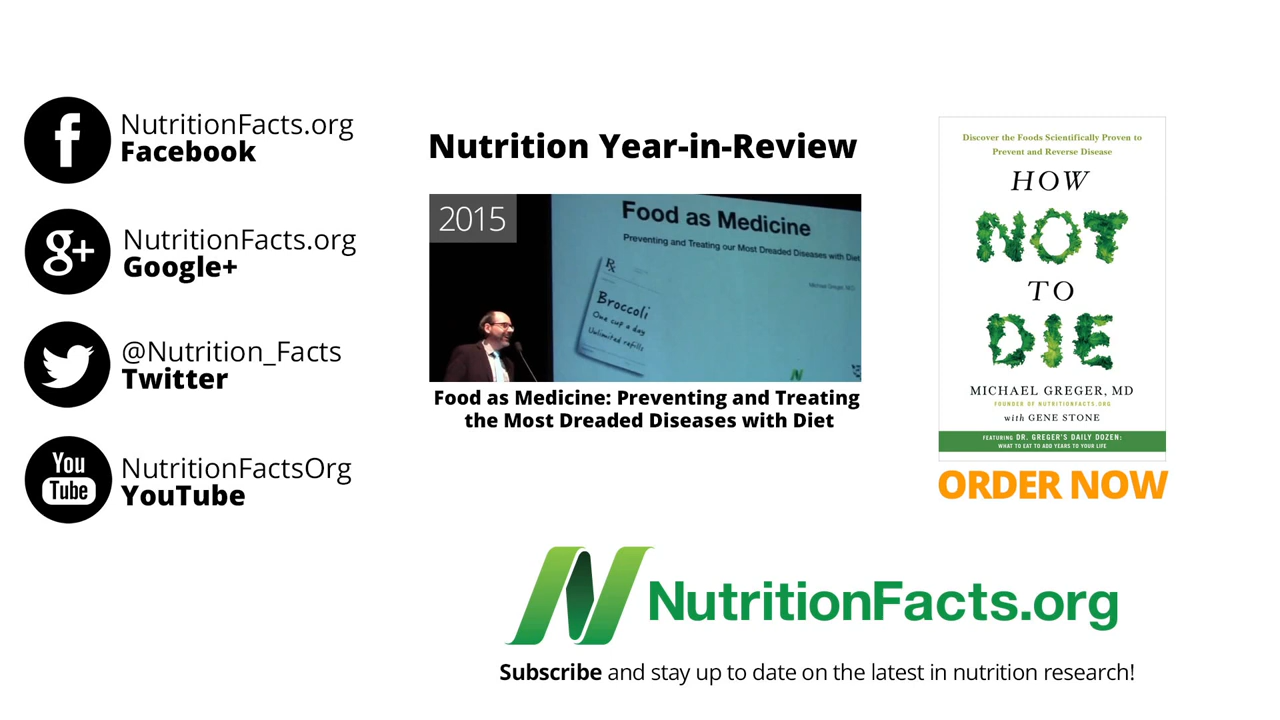 NutritionFacts.org
Facebook
NutritionFacts.org
Google+
@Nutrition_Facts
Twitter
You
Tube
NutritionFactsOrg
YouTube
Nutrition Year-in-Review
2015
Food as Medicine
Preventing and Treating our Most Dreaded Diseases with Diet
Michael Greger, M.D.
Broccoli
One cup a day
Unlimited refills
Food as Medicine: Preventing and Treating
the Most Dreaded Diseases with Diet
Discover the Foods Scientifically Proven to
Prevent and Reverse Disease
HOW
NOT
TO
DIE
MICHAEL GREGER, MD
FOUNDER OF NUTRITIONFACTS.ORG
with GENE STONE
FEATURING DR. GREGER'S DAILY DOZEN:
WHAT TO EAT TO ADD YEARS TO YOUR LIFE
ORDER NOW
NutritionFacts.org
Subscribe and stay up to date on the latest in nutrition research!